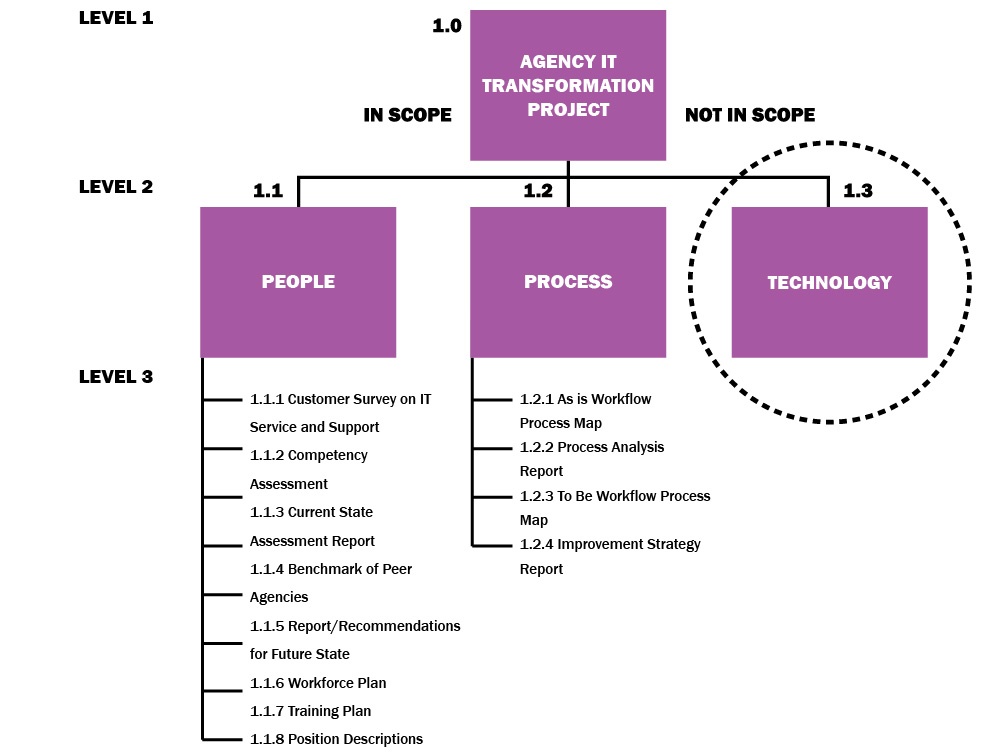 LEVEL 1
1.0
AGENCY IT
TRANSFORMATION
PROJECT
IN SCOPE
NOT IN SCOPE
LEVEL 2
1.1
1.2
1.3
PEOPLE
PROCESS
TECHNOLOGY
LEVEL 3
1.1.1 Customer Survey on IT
Service and Support
1.1.2 Competency
Assessment
1.1.3 Current State
Assessment Report
1.1.4 Benchmark of Peer
Agencies
1.1.5 Report/Recommendations
for Future State
1.1.6 Workforce Plan
1.1.7 Training Plan
1.1.8 Position Descriptions
1.2.1 As is Workflow
Process Map
1.2.2 Process Analysis
Report
1.2.3 To Be Workflow Process
Map
1.2.4 Improvement Strategy
Report